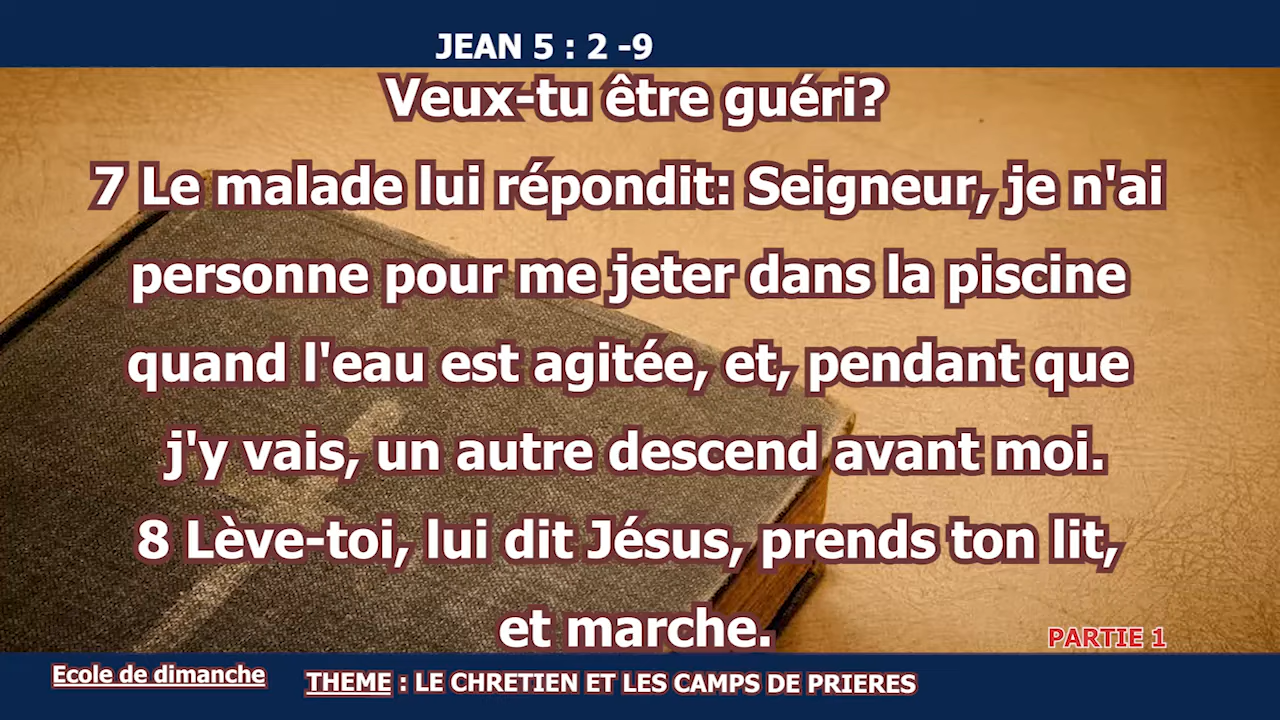 JEAN 5 : 2 -9
Veux-tu être guéri?
7 Le malade lui répondit: Seigneur, je n'ai
personne pour me jeter dans la piscine
quand l'eau est agitée, et, pendant que
j'y vais, un autre descend avant moi.
8 Lève-toi, lui dit Jésus, prends ton lit,
et marche.
PARTIE 1
Ecole de dimanche
THEME : LE CHRETIEN ET LES CAMPS DE PRIERES